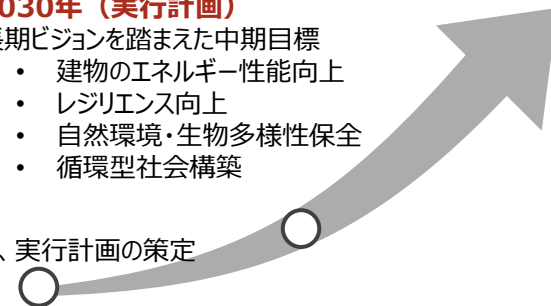 030年（実行計画）
期ビジョンを踏まえた中期目標
• 建物のエネルギー性能向上
• レジリエンス向上
• 自然環境・生物多様性保全
• 循環型社会構築
、実行計画の策定